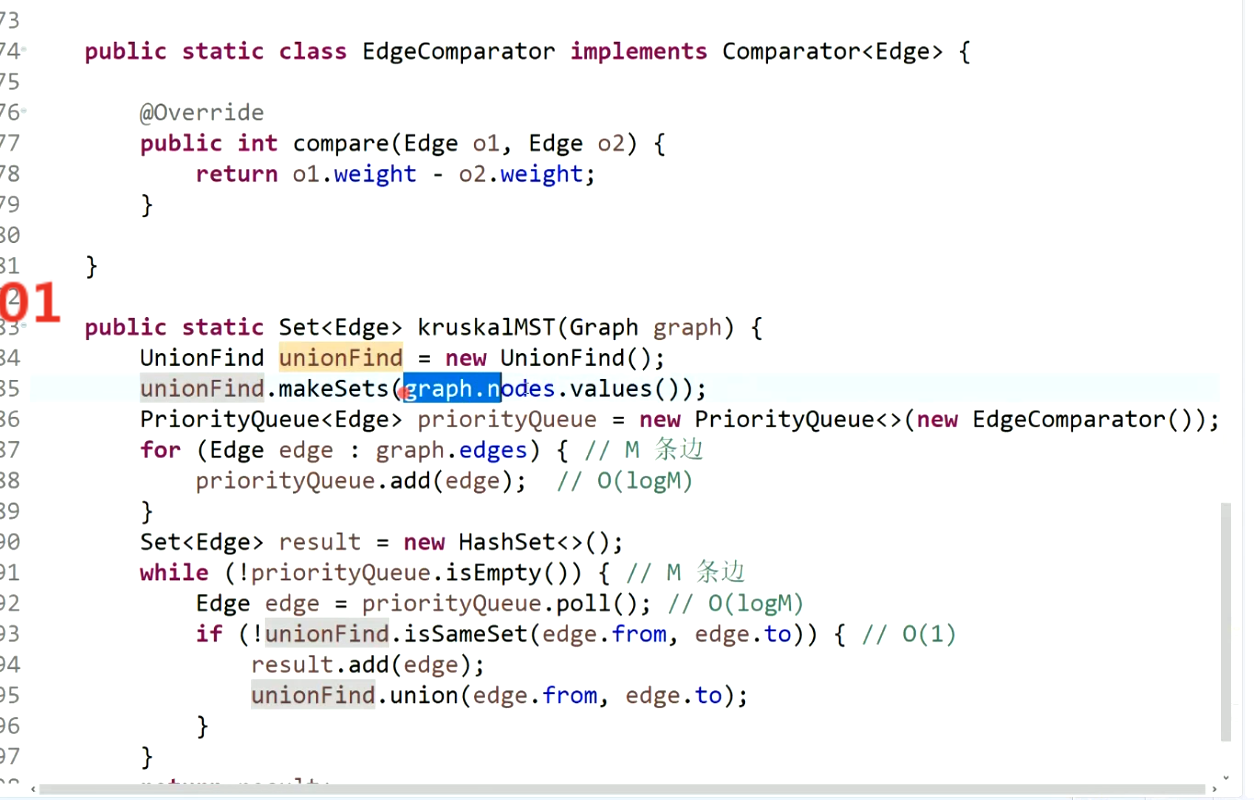 73
74 public static class EdgeComparator implements Comparator<Edge> {
75
76 @Override
77 public int compare(Edge o1, Edge o2) {
78 return o1.weight - o2.weight;
79 }
80
81 }
01
83 public static Set<Edge> kruskalMST(Graph graph) {
84 UnionFind unionFind = new UnionFind();
85 unionFind.makeSets(graph.nodes.values());
86 PriorityQueue<Edge> priorityQueue = new PriorityQueue<>(new EdgeComparator());
87 for (Edge edge : graph.edges) { // M 条边
88 priorityQueue.add(edge);  // O(logM)
89 }
90 Set<Edge> result = new HashSet<>();
91 while (!priorityQueue.isEmpty()) { // M 条边
92 Edge edge = priorityQueue.poll(); // O(logM)
93 if (!unionFind.isSameSet(edge.from, edge.to)) { // O(1)
94 result.add(edge);
95 unionFind.union(edge.from, edge.to);
96 }
97 }